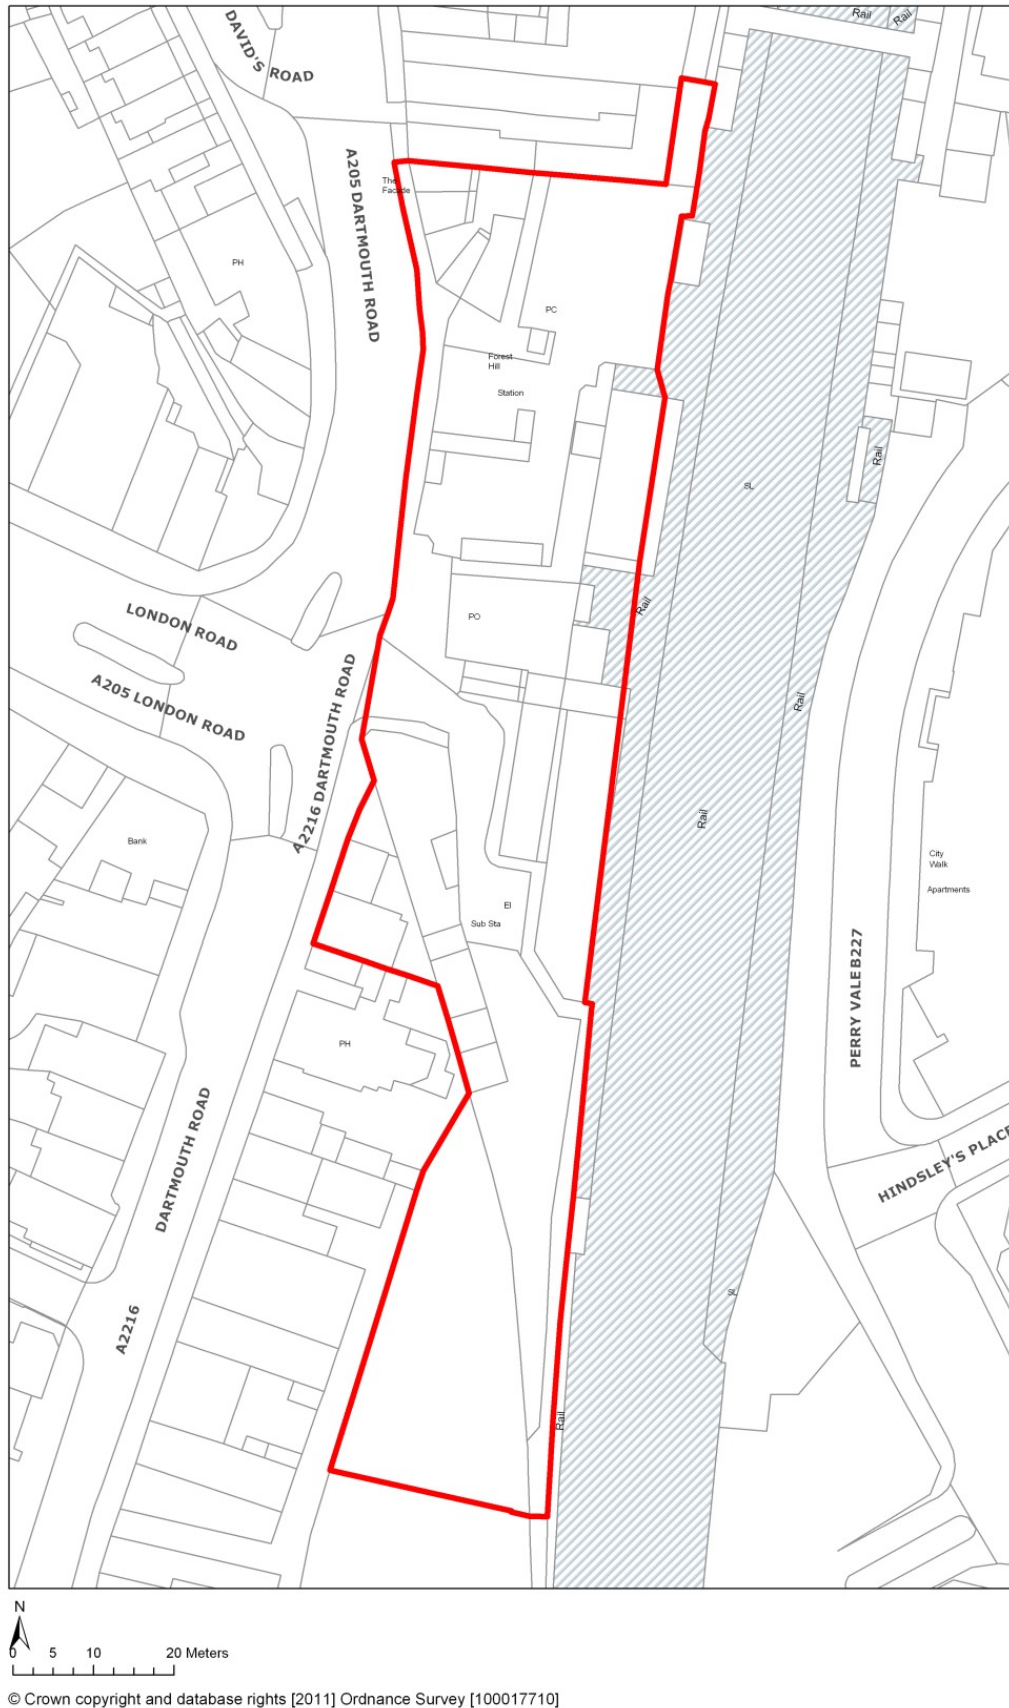 Rail
Rail
DAVID'S ROAD
A205 DARTMOUTH ROAD
The
Facade
PH
PC
Forest
Hill
Station
Rail
SL
LONDON ROAD
Rail
PO
A205 LONDON ROAD
A2216 DARTMOUTH ROAD
Rail
Rail
Bank
City
Walk
Apartments
El
Sub Sta
PERRY VALE B227
PH
DARTMOUTH ROAD
HINDSLEY'S PLACE
SL
A2216
Rail
N
0 5 10 20 Meters
© Crown copyright and database rights [2011] Ordnance Survey [100017710]